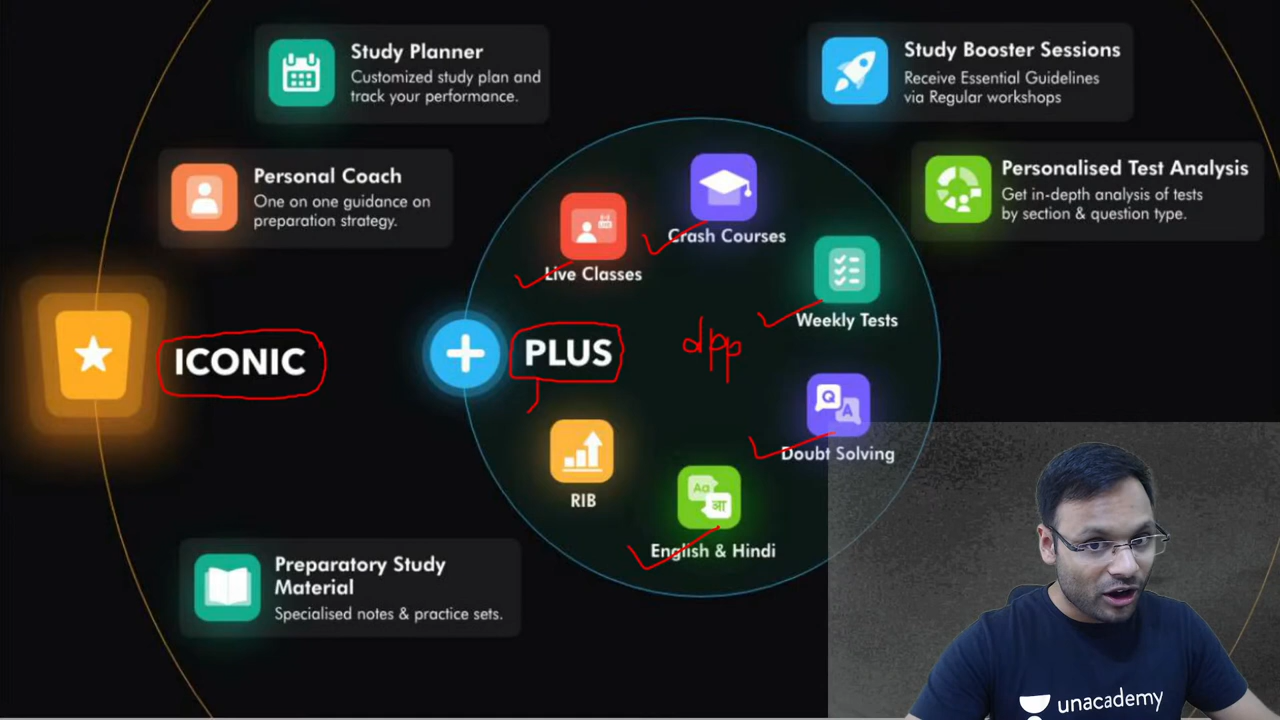 Study Planner
Customized study plan and
track your performance.
Study Booster Sessions
Receive Essential Guidelines
via Regular workshops
Personal Coach
One on one guidance on
preparation strategy.
Personalised Test Analysis
Get in-depth analysis of tests
by section & question type.
Crash Courses
Live Classes
Weekly Tests
ICONIC
PLUS
dpp
Q
A
Doubt Solving
RIB
Aa
आ
English & Hindi
Preparatory Study
Material
Specialised notes & practice sets.
unacademy